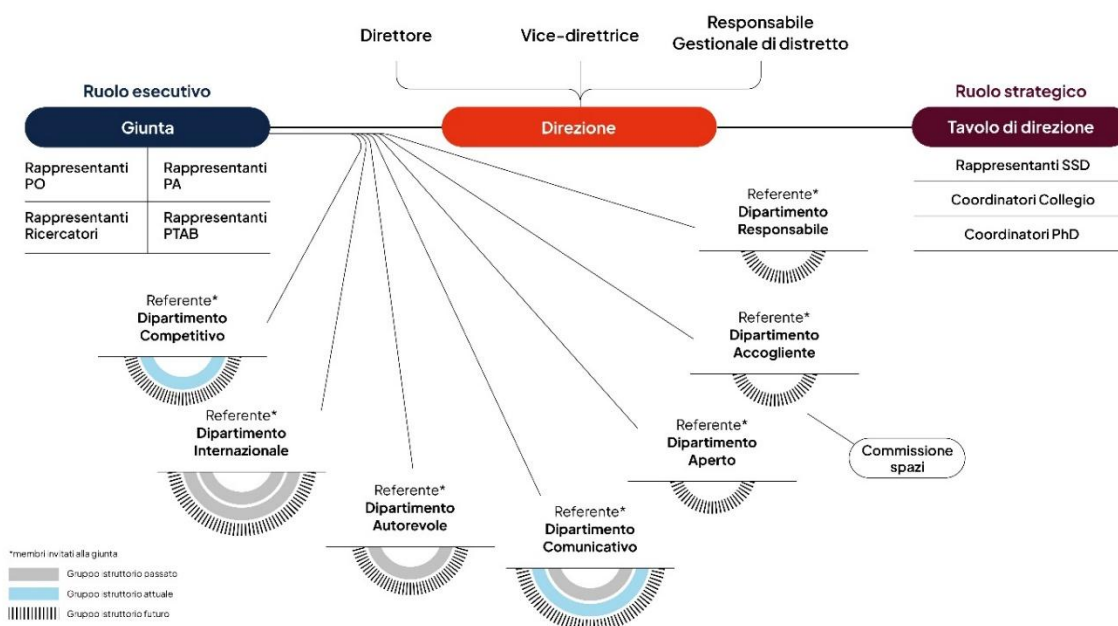 Direttore
Vice-direttrice
Responsabile
Gestionale di distretto
Ruolo esecutivo
Giunta
Direzione
Ruolo strategico
Tavolo di direzione
Rappresentanti
PO
Rappresentanti
PA
Rappresentanti
Ricercatori
Rappresentanti
PTAB
Rappresentanti SSD
Coordinatori Collegio
Coordinatori PhD
Referente*
Dipartimento
Responsabile
Referente*
Dipartimento
Competitivo
Referente*
Dipartimento
Accogliente
Referente*
Dipartimento
Internazionale
Referente*
Dipartimento
Aperto
Commissione
spazi
Referente*
Dipartimento
Autorevole
Referente*
Dipartimento
Comunicativo
*membri invitati alla giunta
Gruppo istruttorio passato
Gruppo istruttorio attuale
Gruppo istruttorio futuro